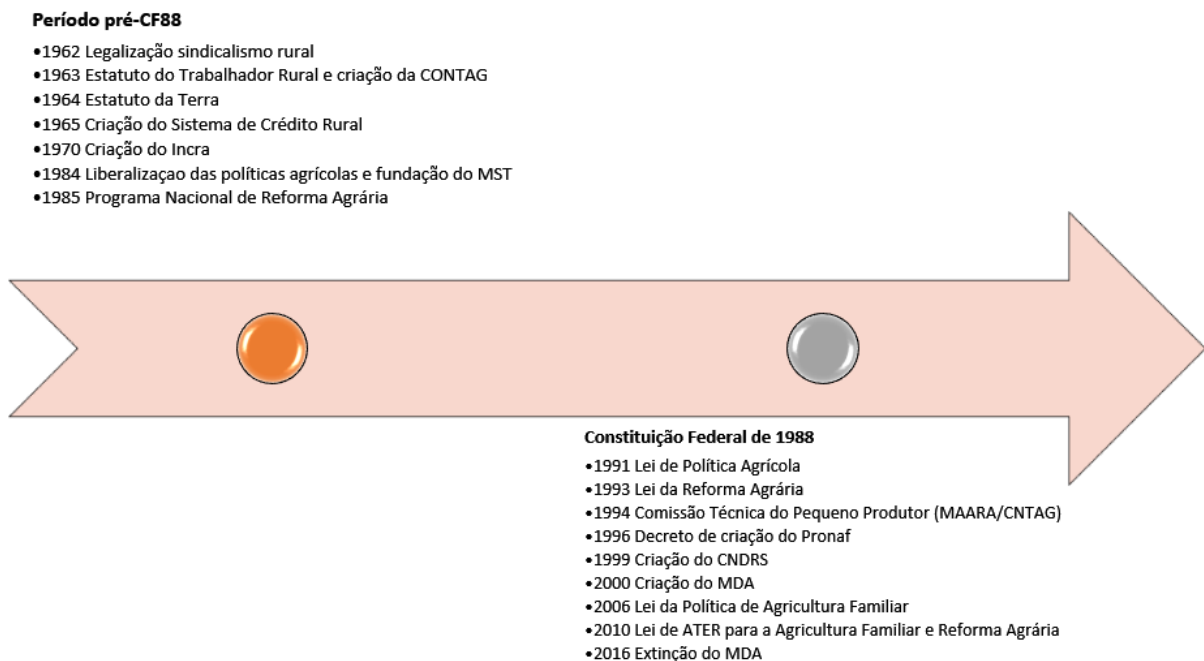 Período pré-CF88
•1962 Legalização sindicalismo rural
•1963 Estatuto do Trabalhador Rural e criação da CONTAG
•1964 Estatuto da Terra
•1965 Criação do Sistema de Crédito Rural
•1970 Criação do Incra
•1984 Liberalizaçao das políticas agrícolas e fundação do MST
•1985 Programa Nacional de Reforma Agrária
Constituição Federal de 1988
•1991 Lei de Política Agrícola
•1993 Lei da Reforma Agrária
•1994 Comissão Técnica do Pequeno Produtor (MAARA/CNTAG)
•1996 Decreto de criação do Pronaf
•1999 Criação do CNDRS
•2000 Criação do MDA
•2006 Lei da Política de Agricultura Familiar
•2010 Lei de ATER para a Agricultura Familiar e Reforma Agrária
•2016 Extinção do MDA